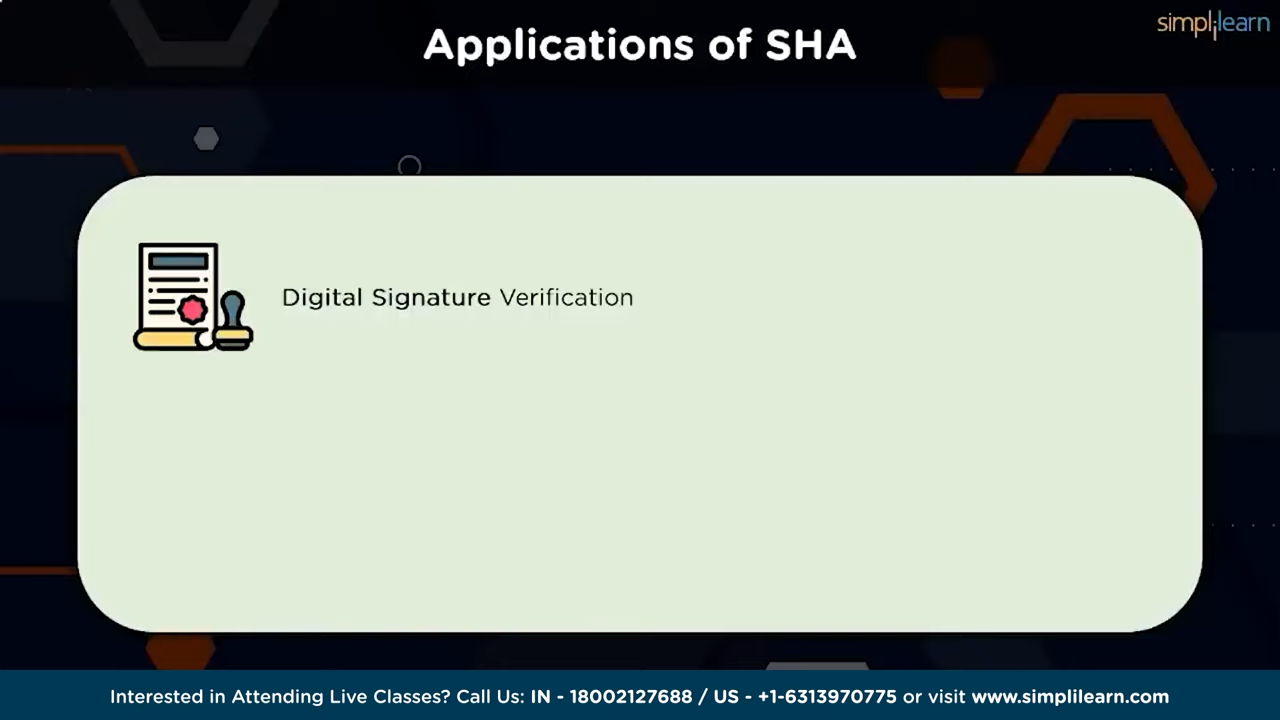 simplilearn
Applications of SHA
Digital Signature Verification
Interested in Attending Live Classes? Call Us: IN - 18002127688 / US - +1-6313970775 or visit www.simplilearn.com